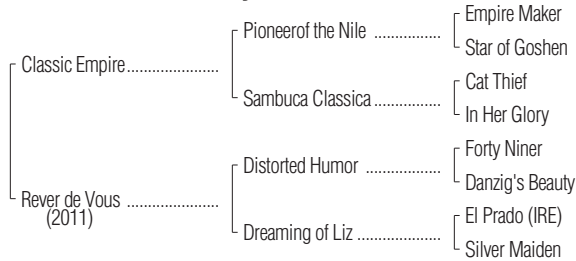 Empire Maker
Pioneerof the Nile ................
Star of Goshen
Classic Empire......................
Cat Thief
Sambuca Classica................
In Her Glory
Forty Niner
Distorted Humor ..................
Danzig's Beauty
Rever de Vous ......................
(2011)
El Prado (IRE)
Dreaming of Liz ....................
Silver Maiden